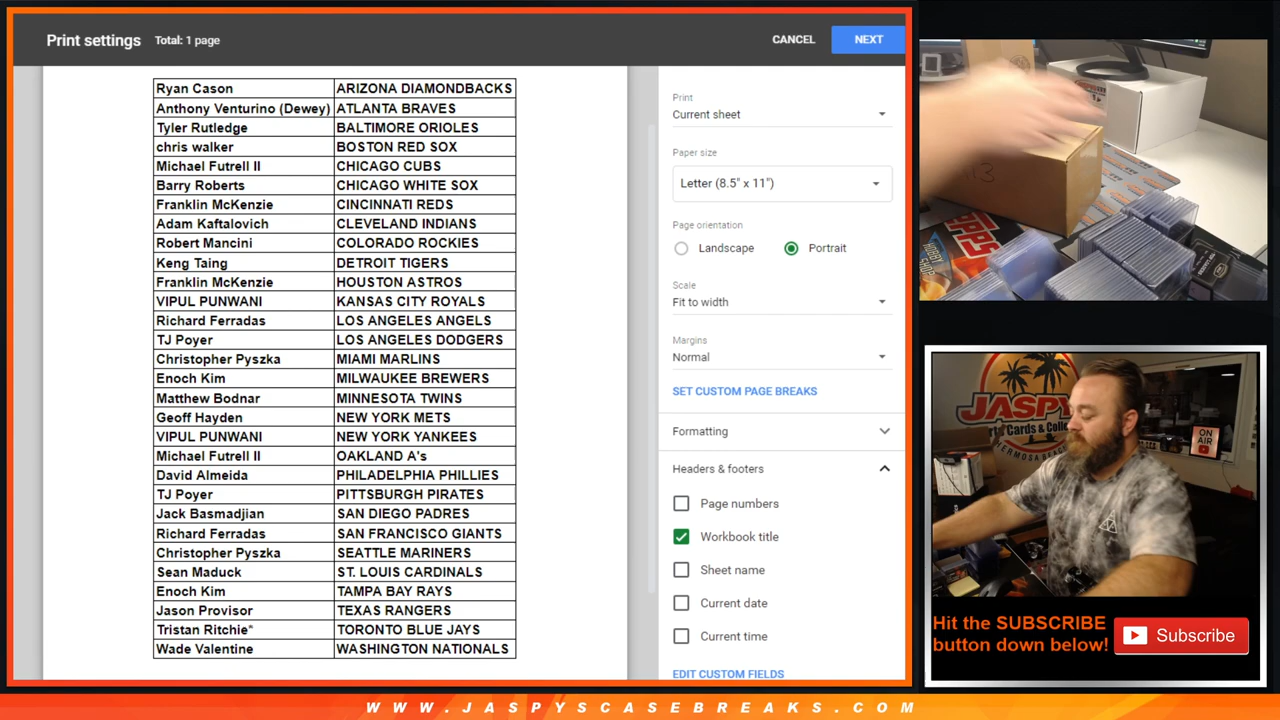 Print settings Total: 1 page
CANCEL NEXT
Ryan Cason ARIZONA DIAMONDBACKS
Anthony Venturino (Dewey) ATLANTA BRAVES
Tyler Rutledge BALTIMORE ORIOLES
chris walker BOSTON RED SOX
Michael Futrell II CHICAGO CUBS
Barry Roberts CHICAGO WHITE SOX
Franklin McKenzie CINCINNATI REDS
Adam Kaftalovich CLEVELAND INDIANS
Robert Mancini COLORADO ROCKIES
Keng Taing DETROIT TIGERS
Franklin McKenzie HOUSTON ASTROS
VIPUL PUNWANI KANSAS CITY ROYALS
Richard Ferradas LOS ANGELES ANGELS
TJ Poyer LOS ANGELES DODGERS
Christopher Pyszka MIAMI MARLINS
Enoch Kim MILWAUKEE BREWERS
Matthew Bodnar MINNESOTA TWINS
Geoff Hayden NEW YORK METS
VIPUL PUNWANI NEW YORK YANKEES
Michael Futrell II OAKLAND A's
David Almeida PHILADELPHIA PHILLIES
TJ Poyer PITTSBURGH PIRATES
Jack Basmadjian SAN DIEGO PADRES
Richard Ferradas SAN FRANCISCO GIANTS
Christopher Pyszka SEATTLE MARINERS
Sean Maduck ST. LOUIS CARDINALS
Enoch Kim TAMPA BAY RAYS
Jason Provisor TEXAS RANGERS
Tristan Ritchie* TORONTO BLUE JAYS
Wade Valentine WASHINGTON NATIONALS
Print
Current sheet
Paper size
Letter (8.5" x 11")
Page orientation
Landscape Portrait
Scale
Fit to width
Margins
Normal
SET CUSTOM PAGE BREAKS
Formatting
Headers & footers
Page numbers
Workbook title
Sheet name
Current date
Current time
EDIT CUSTOM FIELDS
TOPPS
HOBBY
SHOP
JASPY
rts Cards & Colle
HERMOSA BEAC
ON
AIR
Hit the SUBSCRIBE
button down below!
Subscribe
WWW.JASPYSCASEBREAKS.COM